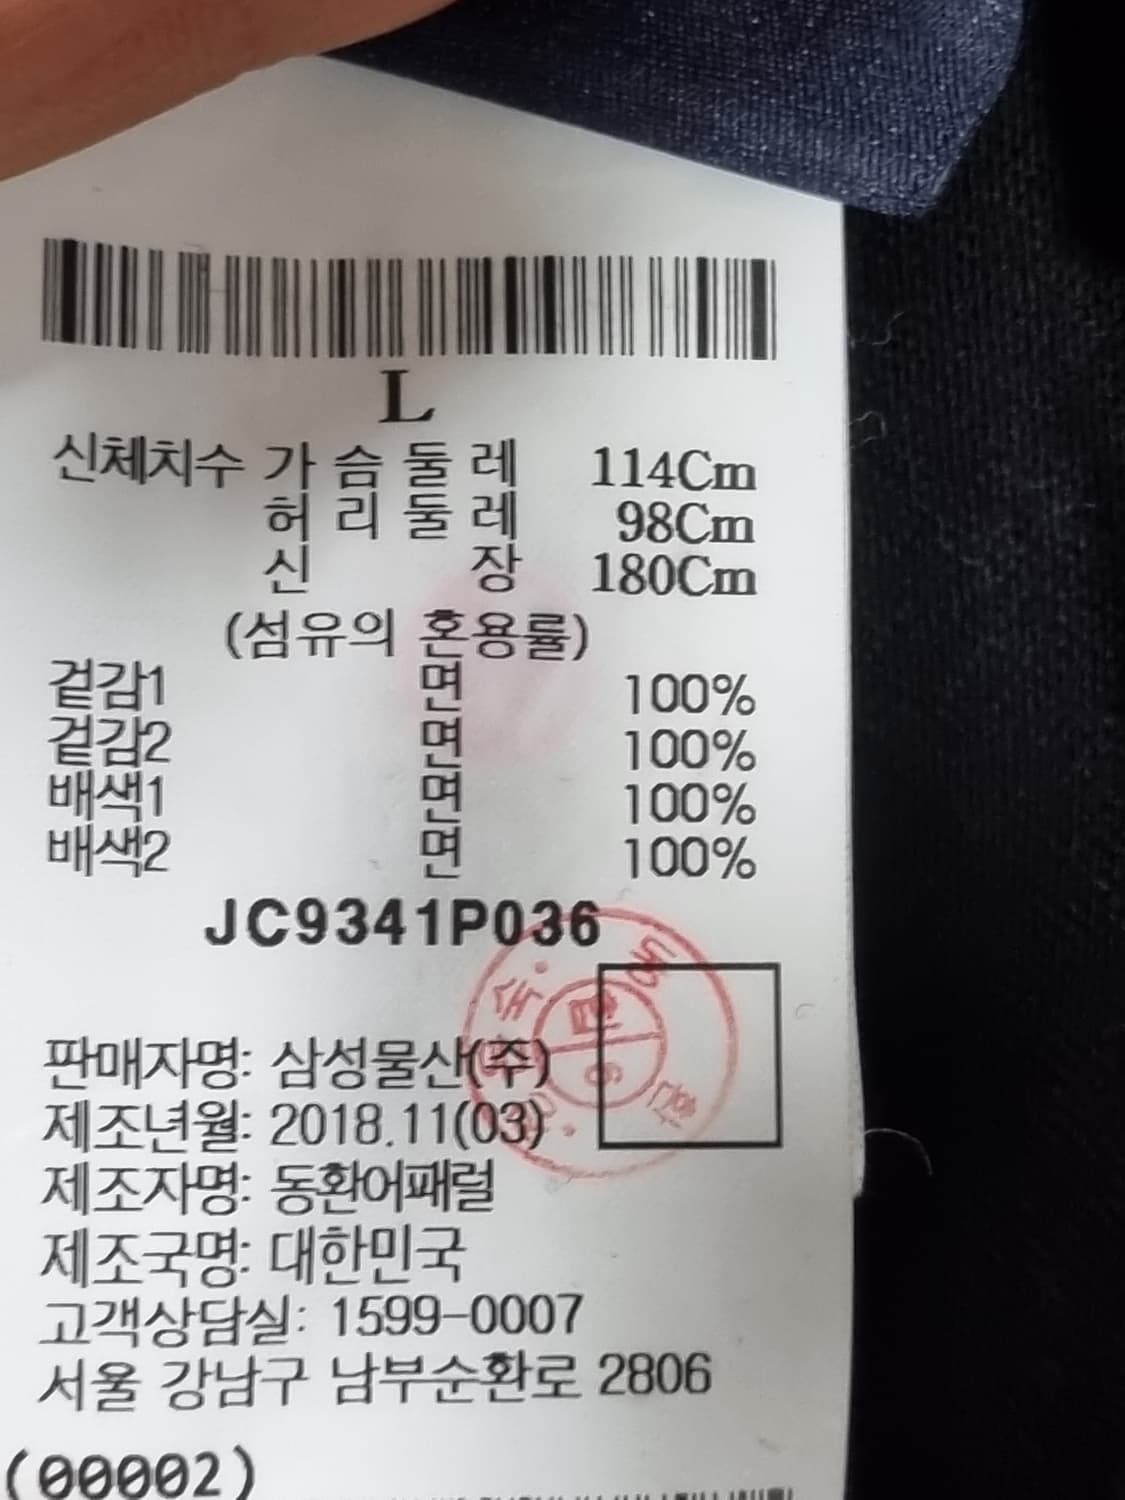 L
신체치수 가슴둘레 114Cm
허리둘레 98Cm
신장 180Cm
(섬유의 혼용률)
겉감1 면 100%
겉감2 면 100%
배색1 면 100%
배색2 면 100%
JC9341P036
판매자명: 삼성물산(주)
제조년월: 2018.11(03)
제조자명: 동환어패럴
제조국명: 대한민국
고객상담실: 1599-0007
서울 강남구 남부순환로 2806
(00002)